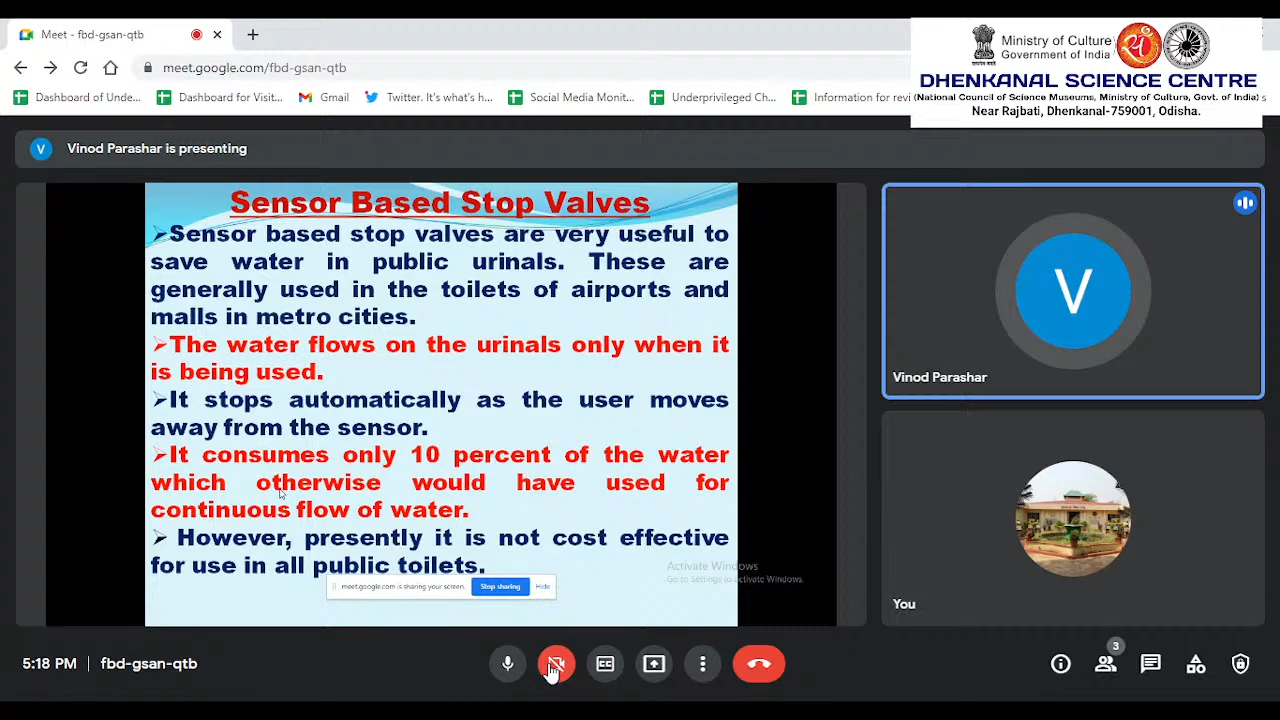 Meet - fbd-gsan-qtb
Ministry of Culture
Government of India
meet.google.com/fbd-gsan-qtb
DHENKANAL SCIENCE CENTRE
(National Council of Science Museums, Ministry of Culture, Govt. of India)
Near Rajbati, Dhenkanal-759001, Odisha.
Dashboard of Unde... Dashboard for Visit... Gmail Twitter. It's what's h... Social Media Monit... Underprivileged Ch... Information for revi
V Vinod Parashar is presenting
Sensor Based Stop Valves
➢Sensor based stop valves are very useful to
save water in public urinals. These are
generally used in the toilets of airports and
malls in metro cities.
➢The water flows on the urinals only when it
is being used.
➢It stops automatically as the user moves
away from the sensor.
➢It consumes only 10 percent of the water
which otherwise would have used for
continuous flow of water.
➢ However, presently it is not cost effective
for use in all public toilets.
meet.google.com is sharing your screen. Stop sharing Hide
Activate Windows
Go to Settings to activate Windows.
V
Vinod Parashar
You
5:18 PM | fbd-gsan-qtb
3